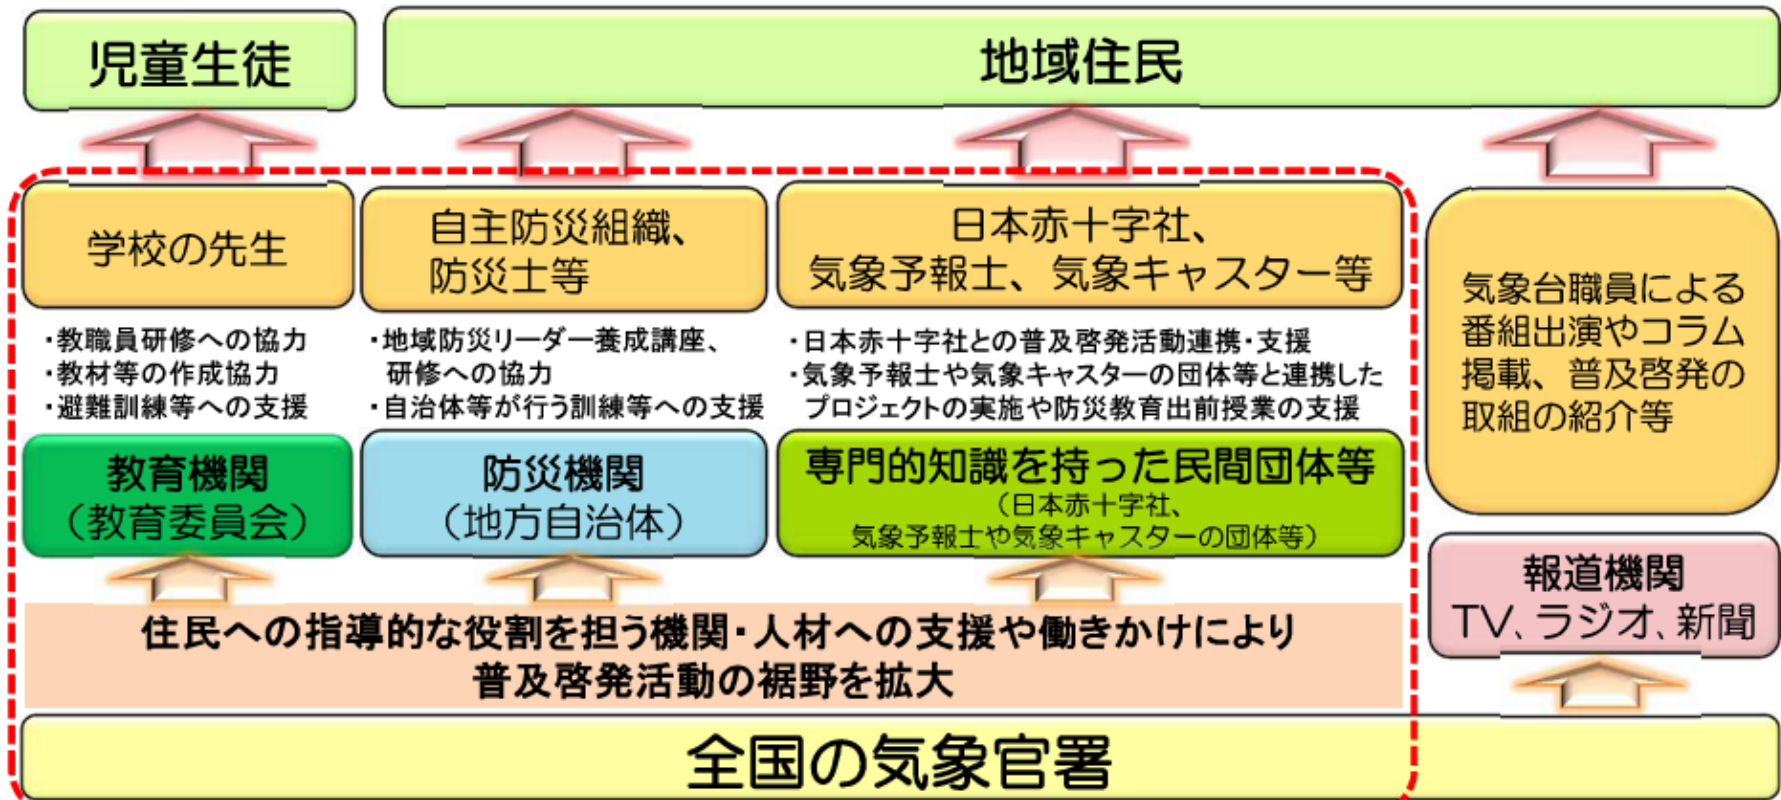 児童生徒
地域住民
学校の先生
自主防災組織、
防災士等
日本赤十字社、
気象予報士、気象キャスター等
気象台職員による
番組出演やコラム
掲載、普及啓発の
取組の紹介等
・教職員研修への協力
・教材等の作成協力
・避難訓練等への支援
・地域防災リーダー養成講座、
研修への協力
・自治体等が行う訓練等への支援
・日本赤十字社との普及啓発活動連携・支援
・気象予報士や気象キャスターの団体等と連携した
プロジェクトの実施や防災教育出前授業の支援
教育機関
（教育委員会）
防災機関
（地方自治体）
専門的知識を持った民間団体等
（日本赤十字社、
気象予報士や気象キャスターの団体等）
報道機関
TV、ラジオ、新聞
住民への指導的な役割を担う機関・人材への支援や働きかけにより
普及啓発活動の裾野を拡大
全国の気象官署